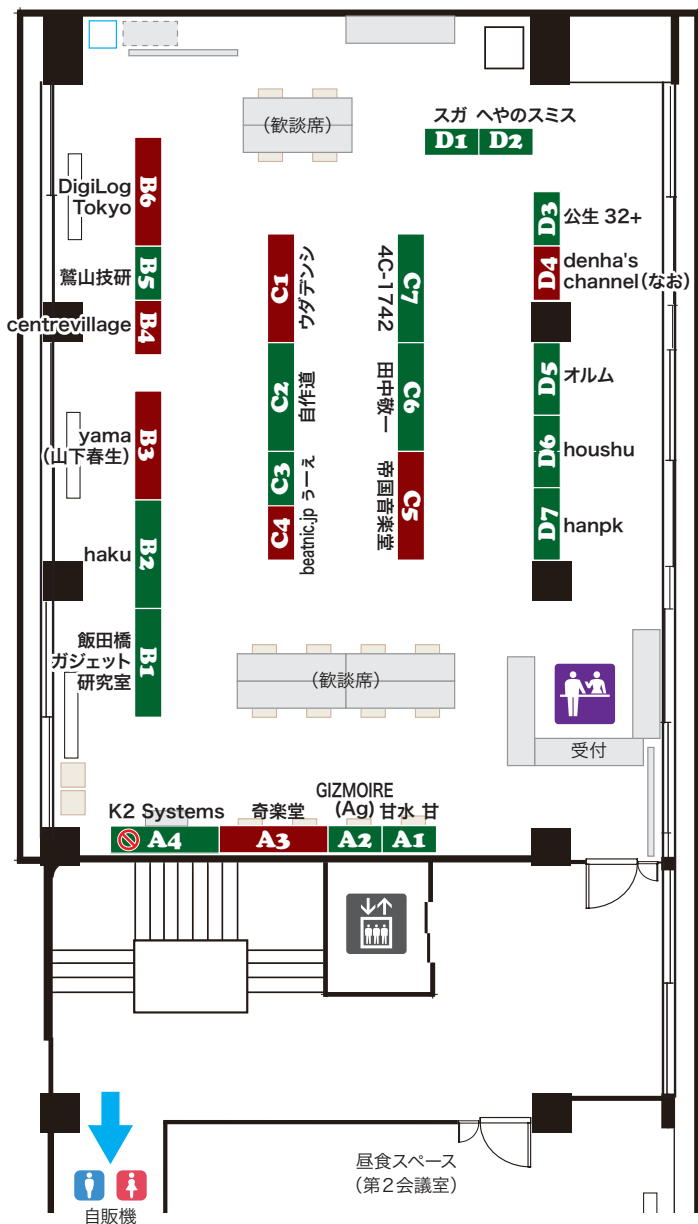 (歓談席)
スガ へやのスミス
D1 D2
DigiLog
Tokyo
B6
D3 公生 32+
鷲山技研 B5
C1 ウダデンシ
C7 4C-1742
D4 denha's
channel(なお)
centrevillage B4
C2 自作道
C6 田中敬一
D5 オルム
yama
(山下春生)
B3
C3 うーえ
D6 houshu
C4 beatnic.jp
C5 帝国音楽堂
D7 hanpk
haku B2
飯田橋
ガジェット
研究室
B1
(歓談席)
受付
K2 Systems
奇楽堂
GIZMOIRE
(Ag)
甘水 甘
A4 A3 A2 A1
昼食スペース
(第2会議室)
自販機